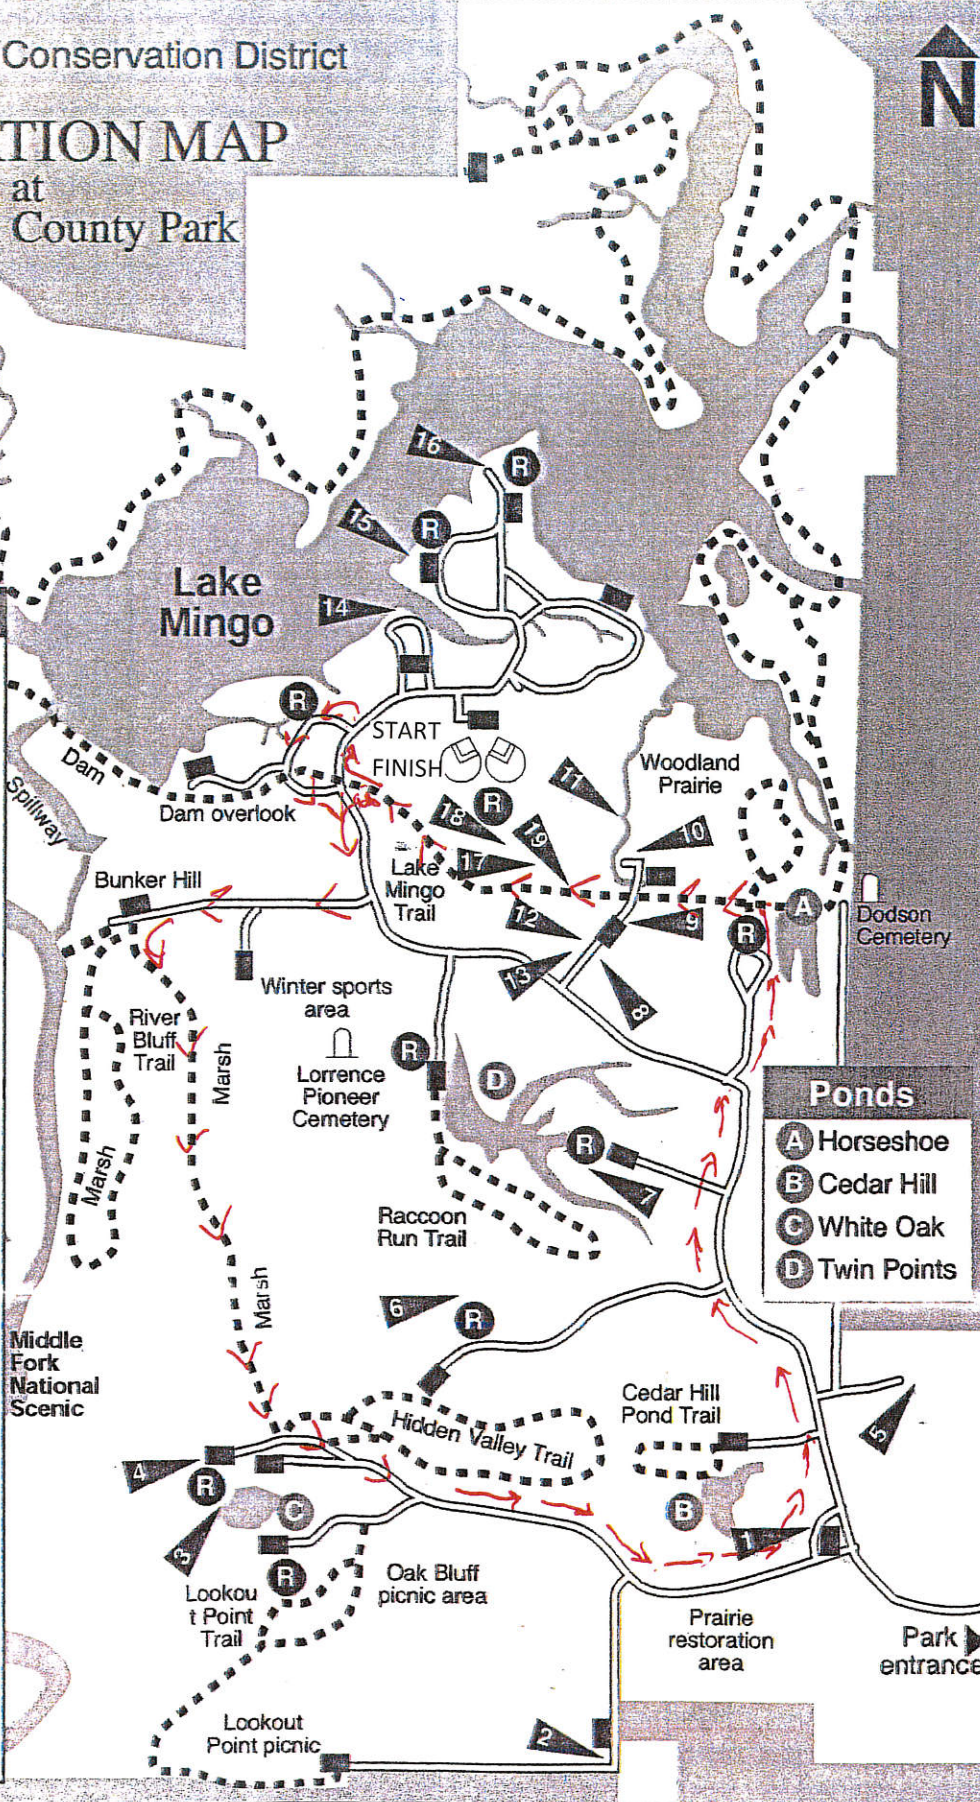 Conservation District
TION MAP
at
County Park
N
16
R
15
R
14
Lake
Mingo
R
START
FINISH
Dam
Spillway
Dam overlook
R
18
19
11
17
10
Woodland
Prairie
Lake
Mingo
Trail
Bunker Hill
12
9
13
8
R
A
Dodson
Cemetery
Winter sports
area
River
Bluff
Trail
Marsh
Marsh
Marsh
Lorrence
Pioneer
Cemetery
R
D
R
7
Raccoon
Run Trail
Ponds
A Horseshoe
B Cedar Hill
C White Oak
D Twin Points
6
R
Middle
Fork
National
Scenic
Hidden Valley Trail
Cedar Hill
Pond Trail
5
4
R
C
3
B
1
R
Lookou
t Point
Trail
Oak Bluff
picnic area
Prairie
restoration
area
Park
entrance
Lookout
Point picnic
2